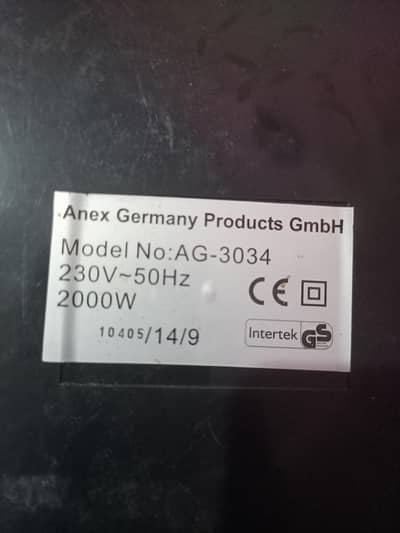 Anex Germany Products GmbH
Model No:AG-3034
230V~50Hz
2000W
CE
10405/14/9
Intertek GS